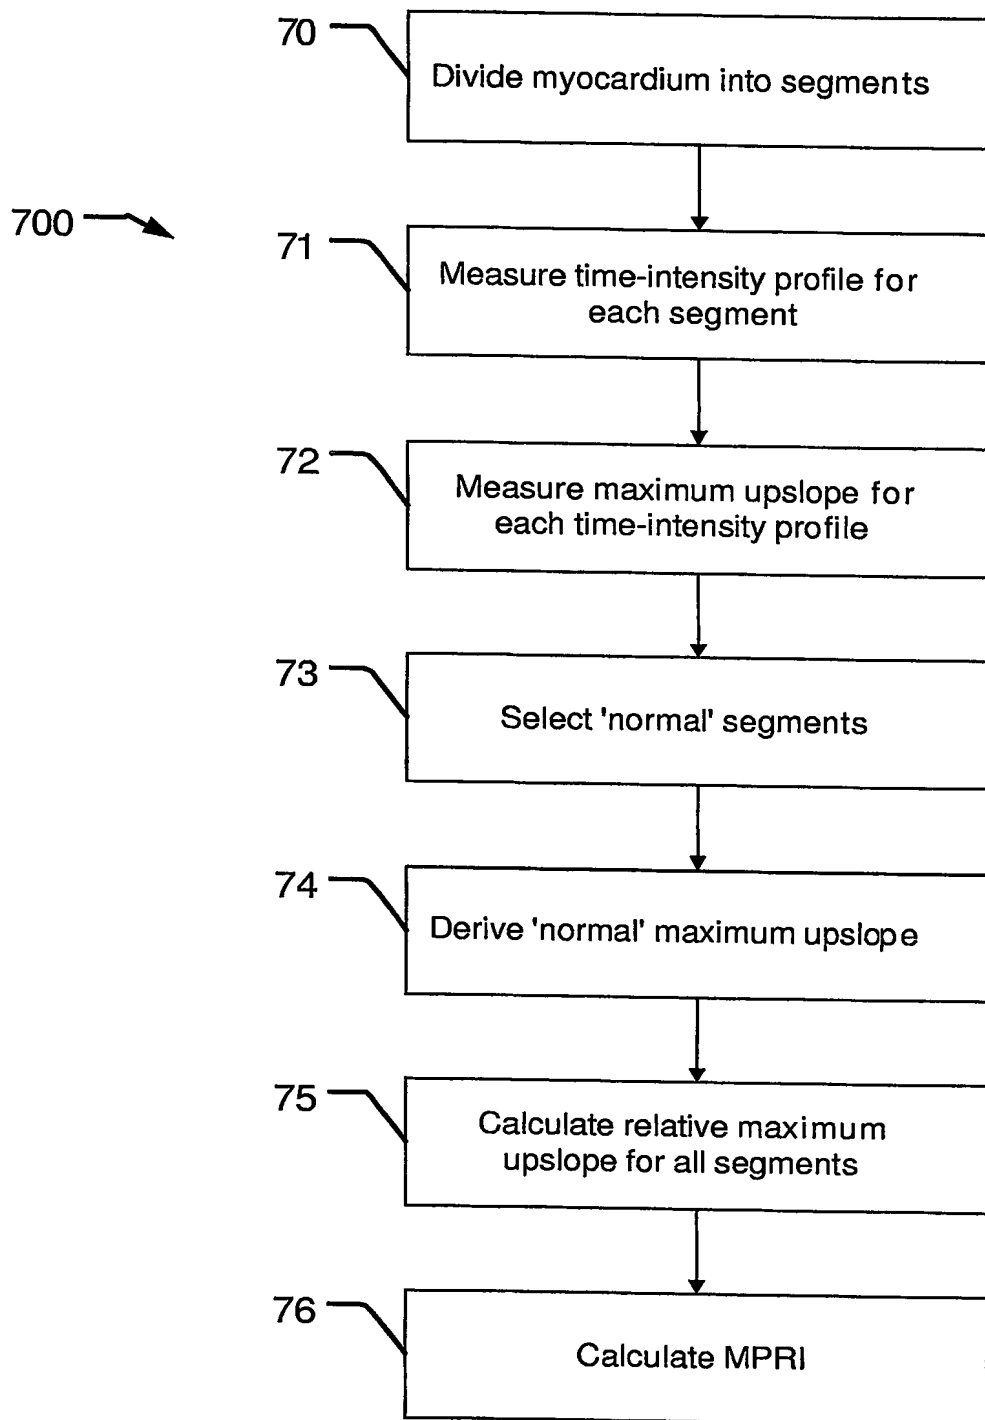 70
Divide myocardium into segments
700
71
Measure time-intensity profile for
each segment
72
Measure maximum upslope for
each time-intensity profile
73
Select 'normal' segments
74
Derive 'normal' maximum upslope
75
Calculate relative maximum
upslope for all segments
76
Calculate MPRI